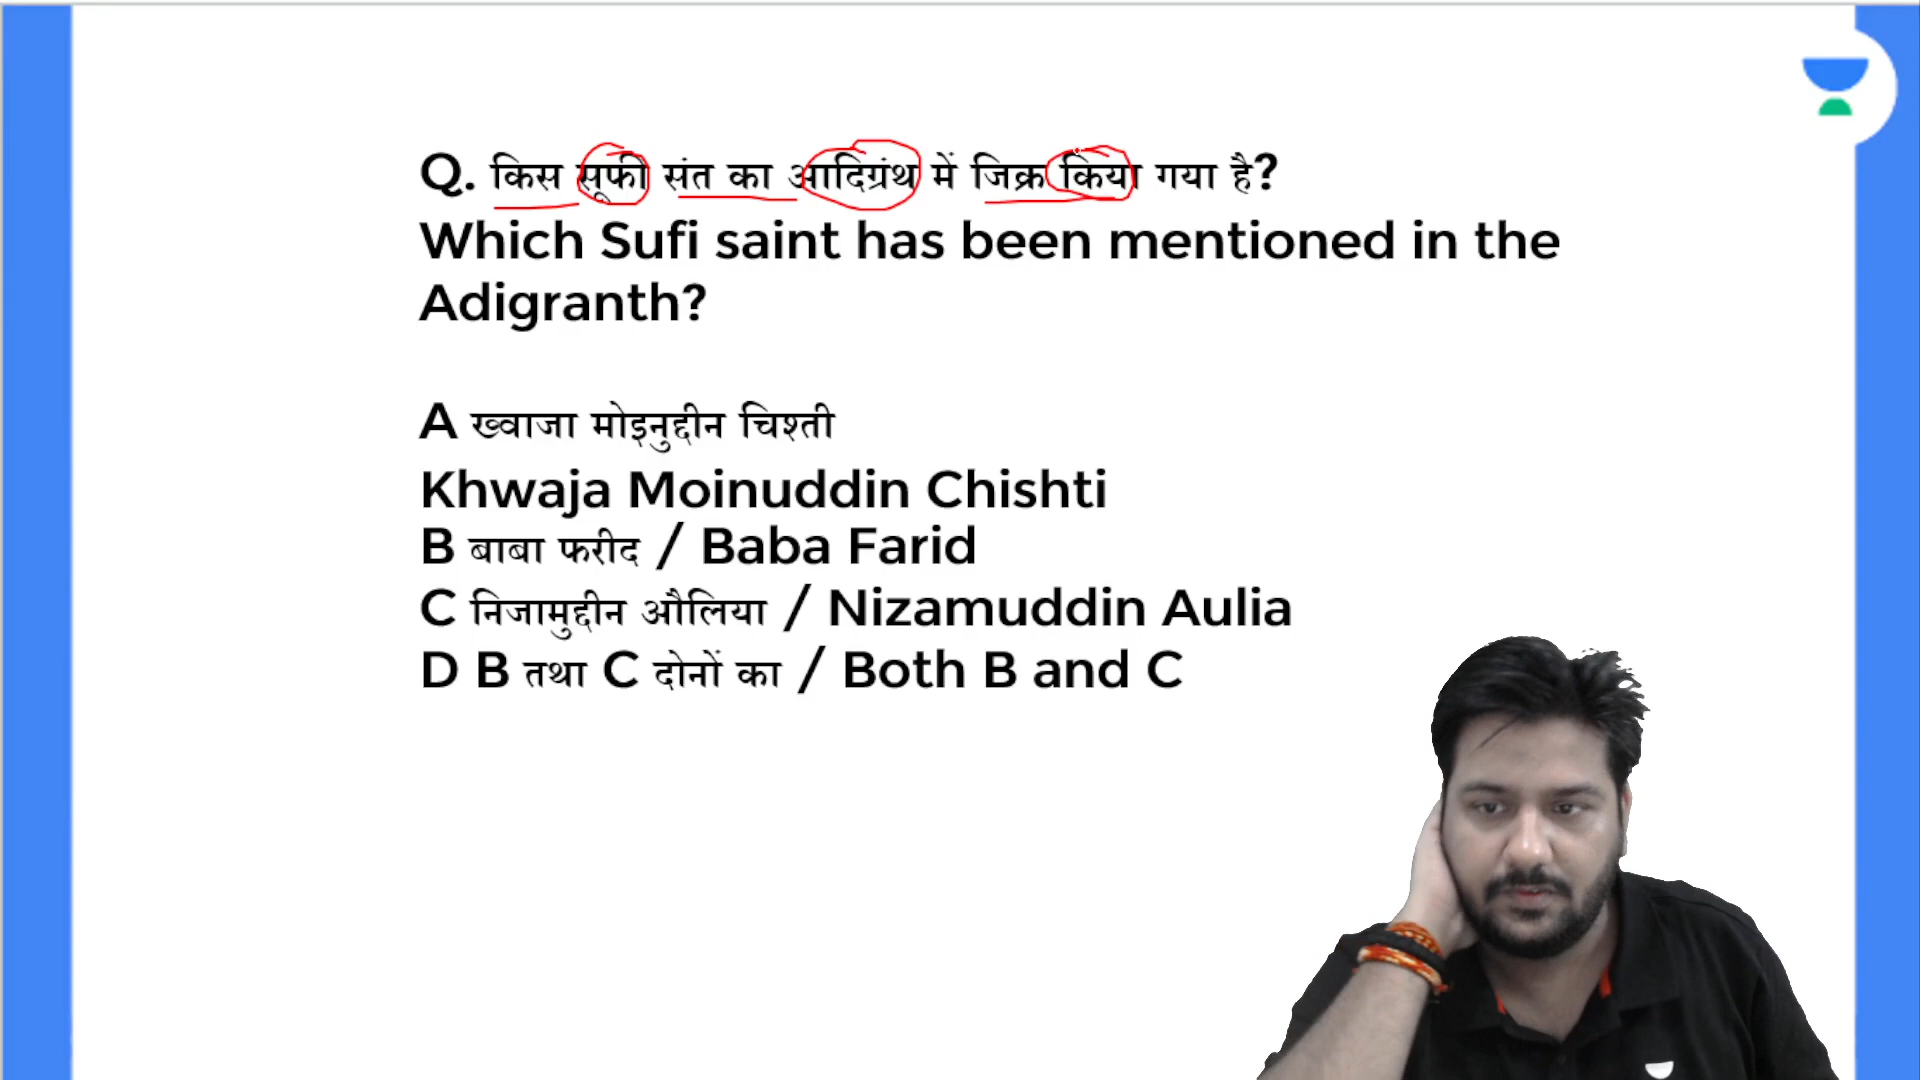 Q. किस सूफी संत का आदिग्रंथ में जिक्र किया गया है?
Which Sufi saint has been mentioned in the
Adigranth?
A ख्वाजा मोइनुद्दीन चिश्ती
Khwaja Moinuddin Chishti
B बाबा फरीद / Baba Farid
C निजामुद्दीन औलिया / Nizamuddin Aulia
D B तथा C दोनों का / Both B and C